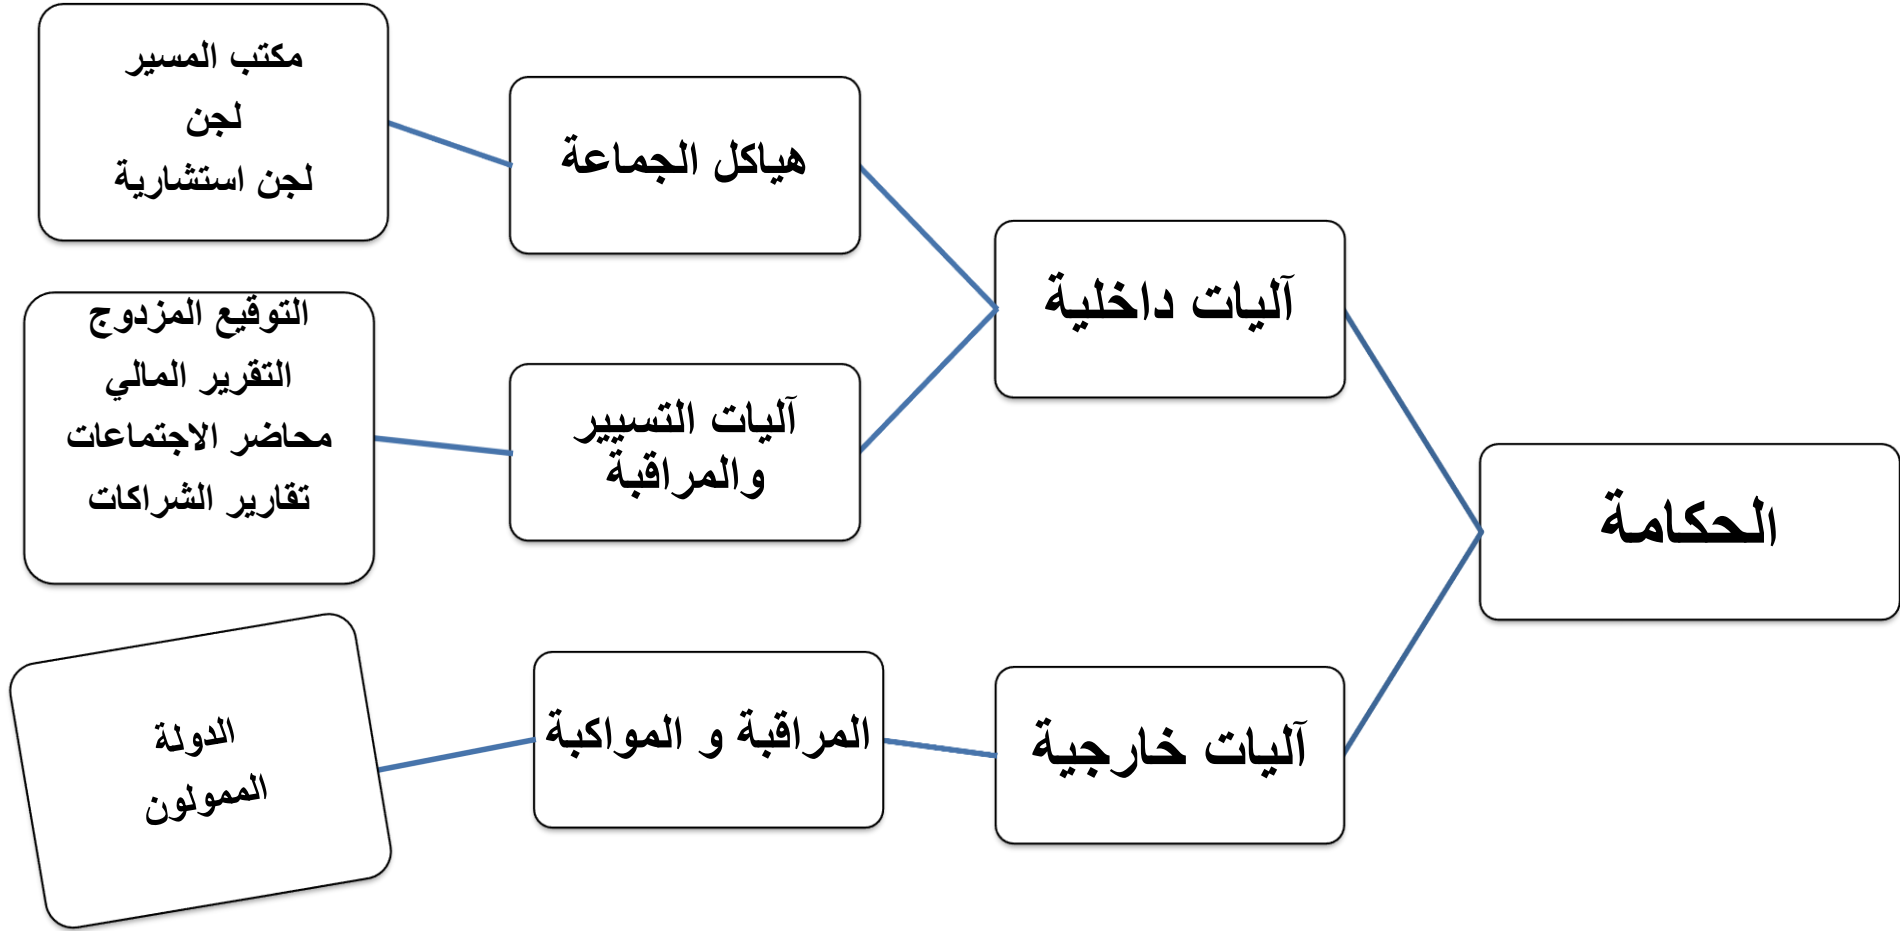 الحكامة
آليات داخلية
هياكل الجماعة
مكتب المسير
لجن
لجن استشارية
آليات التسيير
والمراقبة
التوقيع المزدوج
التقرير المالي
محاضر الاجتماعات
تقارير الشراكات
آليات خارجية
المراقبة و المواكبة
الدولة
الممولون